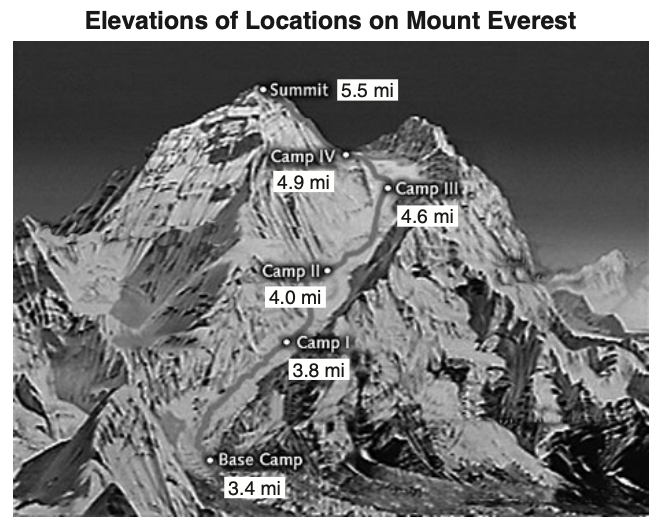 Elevations of Locations on Mount Everest
Summit 5.5 mi
Camp IV
4.9 mi
Camp III
4.6 mi
Camp II
4.0 mi
Camp I
3.8 mi
Base Camp
3.4 mi